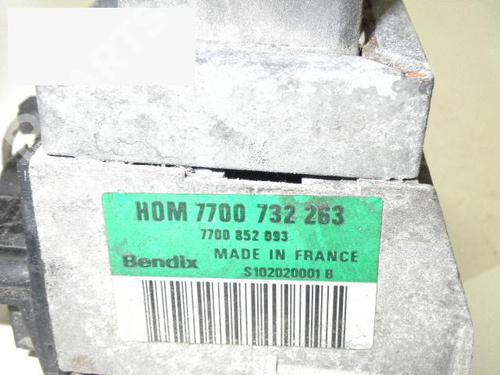 HOM 7700 732 263
7700 852 093
Bendix MADE IN FRANCE
S102020001 B